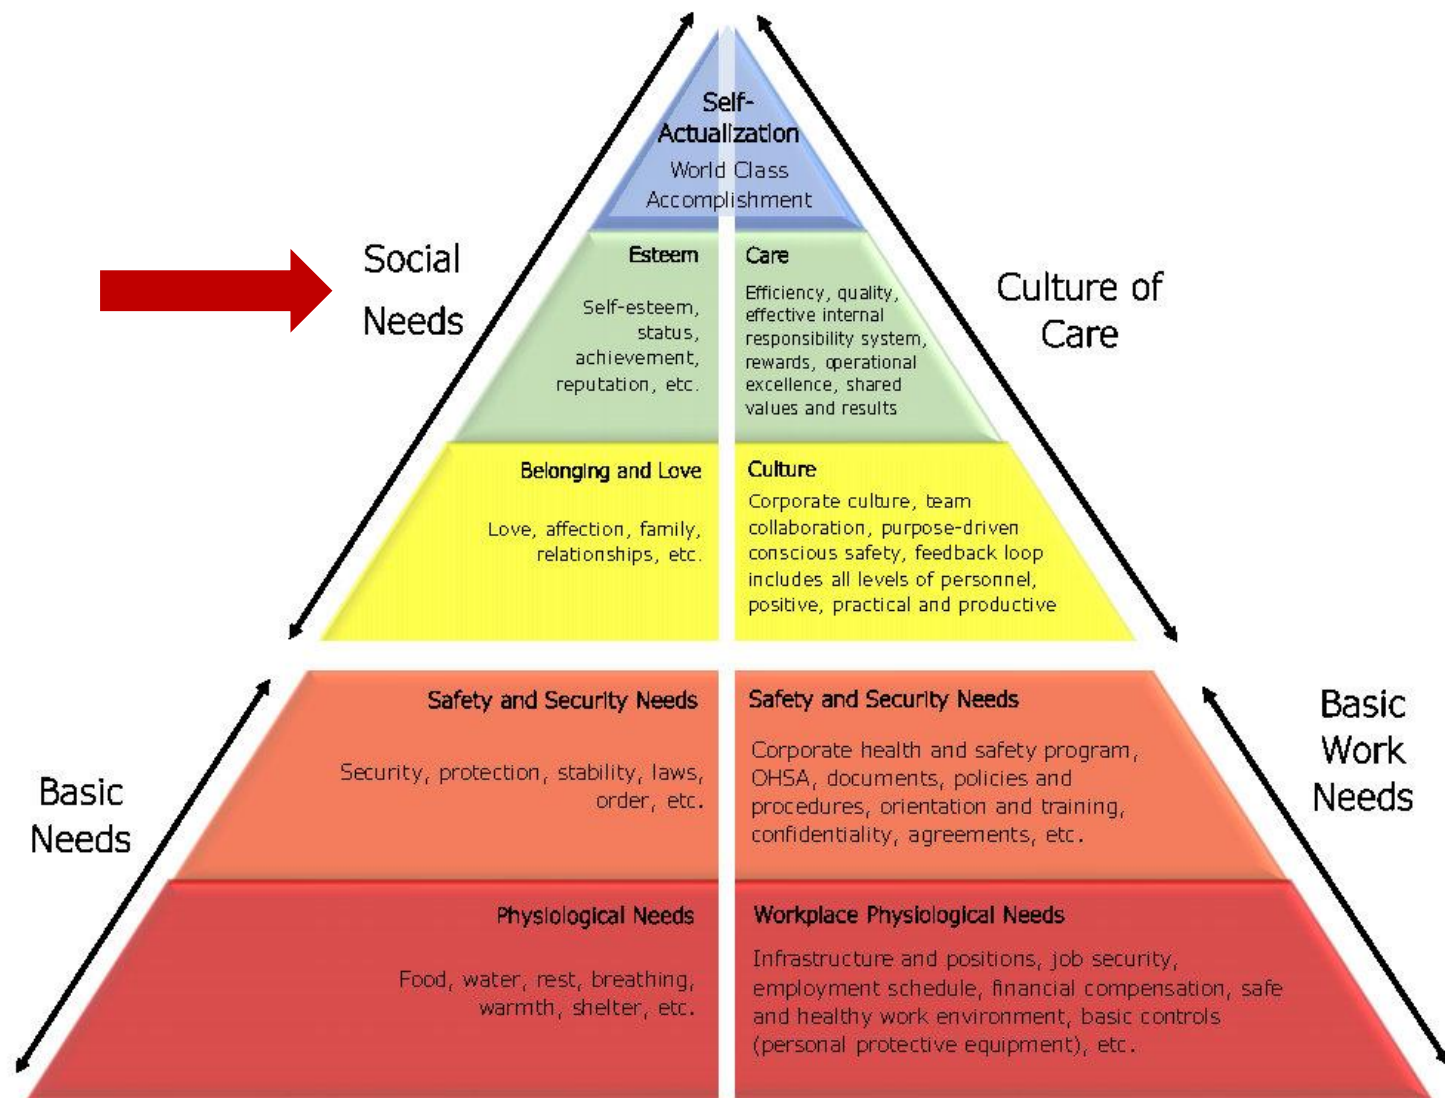 Self-
Actualization
World Class
Accomplishment
Social
Needs
Esteem
Self-esteem,
status,
achievement,
reputation, etc.
Care
Efficiency, quality,
effective internal
responsibility system,
rewards, operational
excellence, shared
values and results
Culture of
Care
Belonging and Love
Love, affection, family,
relationships, etc.
Culture
Corporate culture, team
collaboration, purpose-driven
conscious safety, feedback loop
includes all levels of personnel,
positive, practical and productive
Basic
Needs
Safety and Security Needs
Security, protection, stability, laws,
order, etc.
Safety and Security Needs
Corporate health and safety program,
OHSA, documents, policies and
procedures, orientation and training,
confidentiality, agreements, etc.
Basic
Work
Needs
Physiological Needs
Food, water, rest, breathing,
warmth, shelter, etc.
Workplace Physiological Needs
Infrastructure and positions, job security,
employment schedule, financial compensation, safe
and healthy work environment, basic controls
(personal protective equipment), etc.